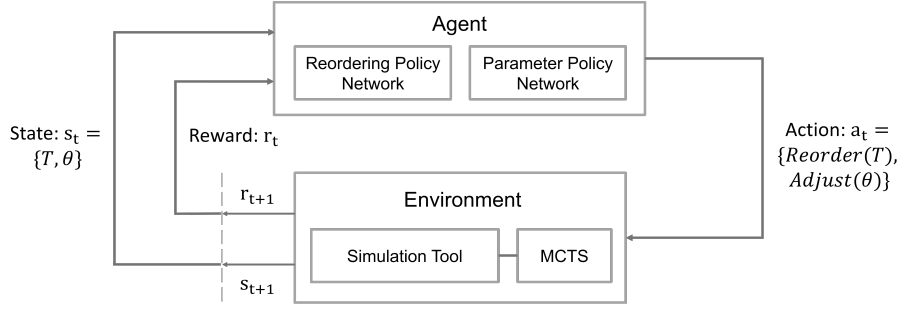 Agent
Reordering Policy
Network
Parameter Policy
Network
State: s_t =
{T, θ}
Reward: r_t
Action: a_t =
{Reorder(T),
Adjust(θ)}
r_{t+1}
s_{t+1}
Environment
Simulation Tool
MCTS